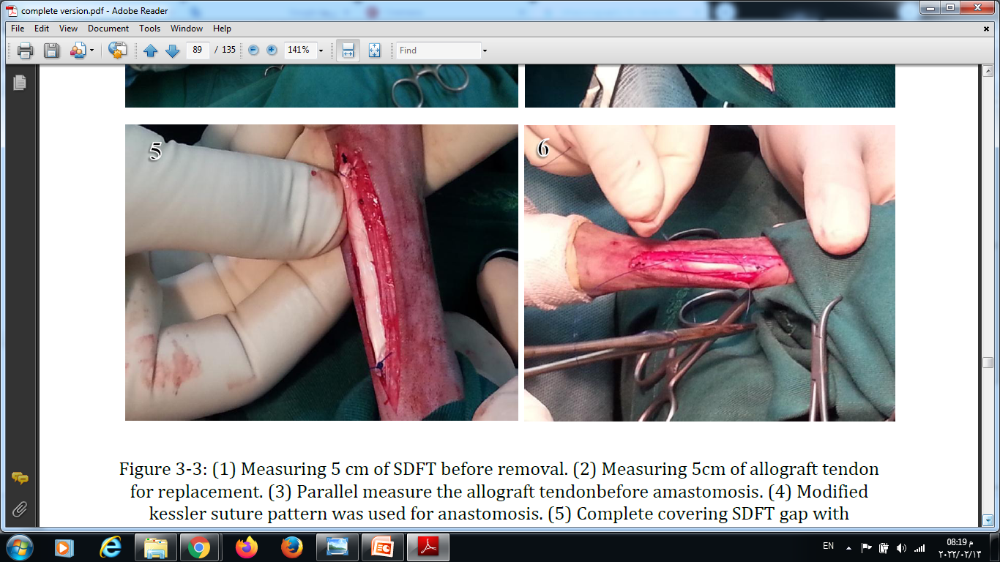 complete version.pdf - Adobe Reader
File Edit View Document Tools Window Help
89 / 135 141% Find
5
6
Figure 3-3: (1) Measuring 5 cm of SDFT before removal. (2) Measuring 5cm of allograft tendon
for replacement. (3) Parallel measure the allograft tendonbefore amastomosis. (4) Modified
kessler suture pattern was used for anastomosis. (5) Complete covering SDFT gap with
EN
08:19 م
٢٠٢٢/٠٢/١٣